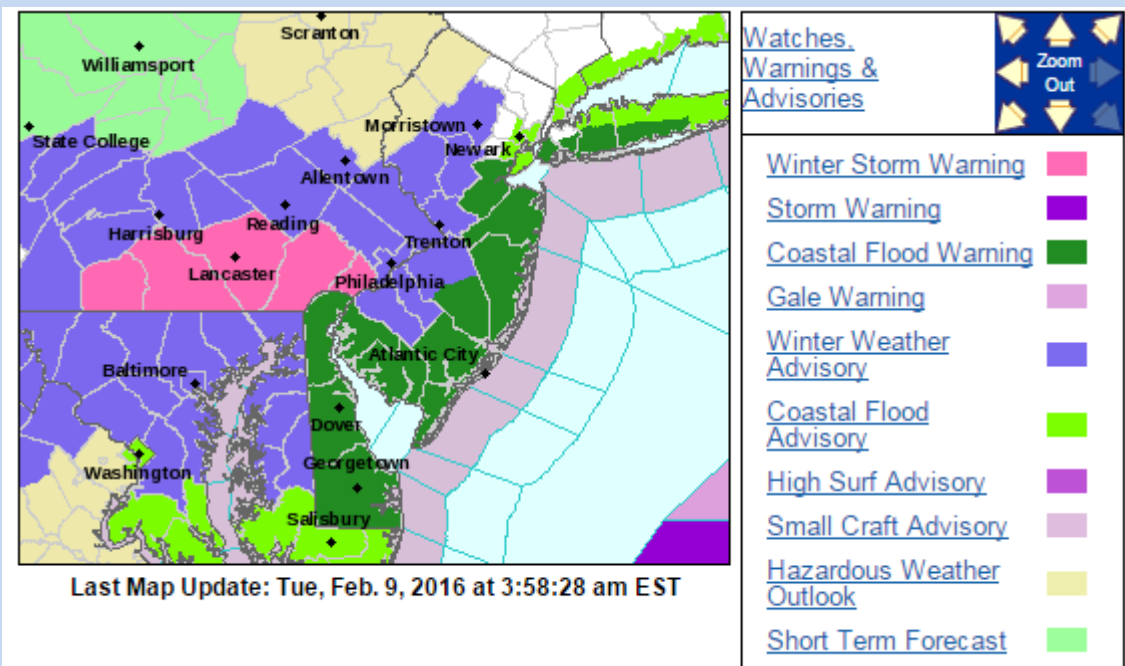 Scranton
Williamsport
State College
Morristown
Newark
Allentown
Harrisburg
Reading
Trenton
Lancaster
Philadelphia
Baltimore
Atlantic City
Dover
Washington
Georgetown
Salisbury
Last Map Update: Tue, Feb. 9, 2016 at 3:58:28 am EST
Watches,
Warnings &
Advisories
Zoom
Out
Winter Storm Warning
Storm Warning
Coastal Flood Warning
Gale Warning
Winter Weather
Advisory
Coastal Flood
Advisory
High Surf Advisory
Small Craft Advisory
Hazardous Weather
Outlook
Short Term Forecast